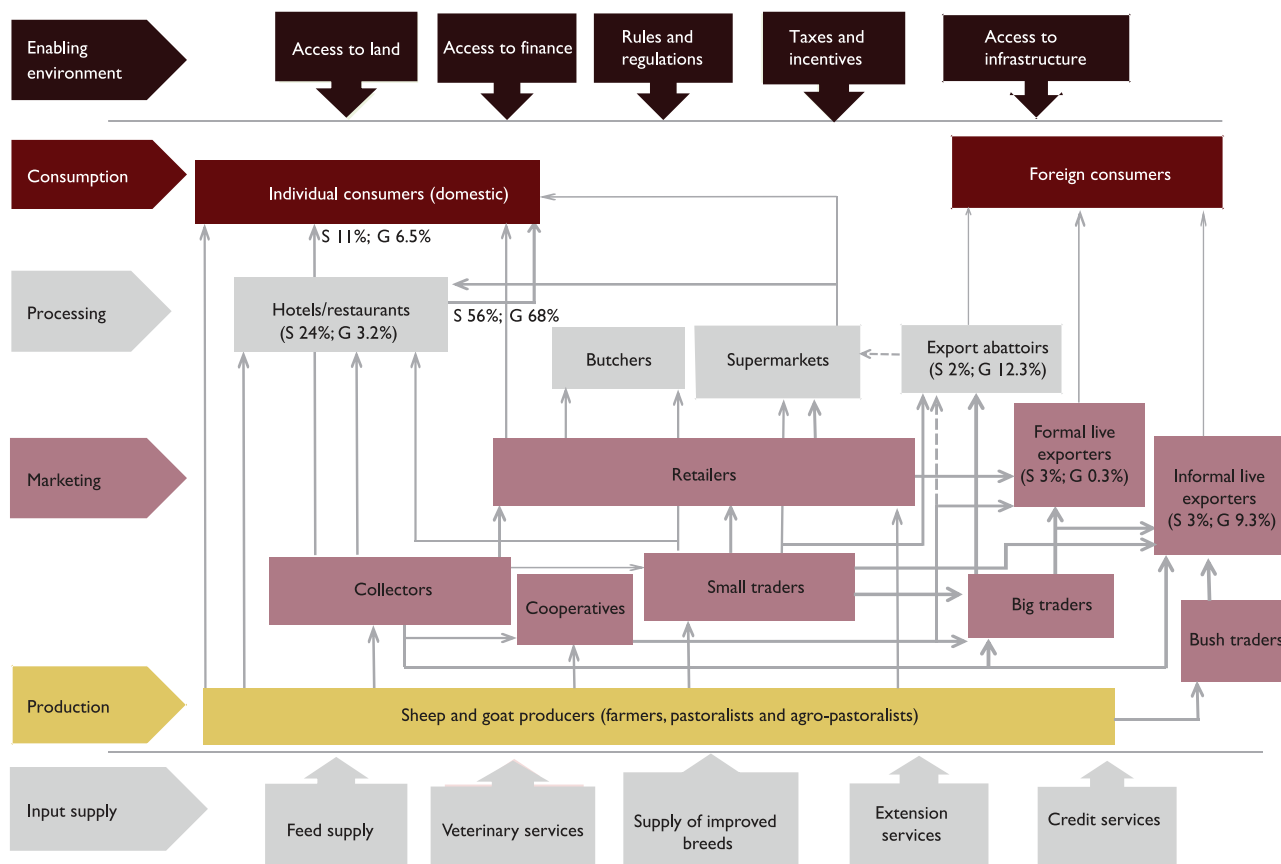 Enabling
environment
Access to land
Access to finance
Rules and
regulations
Taxes and
incentives
Access to
infrastructure
Consumption
Individual consumers (domestic)
Foreign consumers
S 11%; G 6.5%
Processing
Hotels/restaurants
(S 24%; G 3.2%)
S 56%; G 68%
Butchers
Supermarkets
Export abattoirs
(S 2%; G 12.3%)
Marketing
Retailers
Formal live
exporters
(S 3%; G 0.3%)
Informal live
exporters
(S 3%; G 9.3%)
Collectors
Cooperatives
Small traders
Big traders
Bush traders
Production
Sheep and goat producers (farmers, pastoralists and agro-pastoralists)
Input supply
Feed supply
Veterinary services
Supply of improved
breeds
Extension
services
Credit services